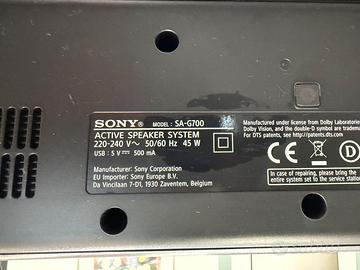 SONY® MODEL : SA-G700
ACTIVE SPEAKER SYSTEM
220-240 V~ 50/60 Hz 45 W
USB : 5 V⎓ 500 mA
Manufacturer: Sony Corporation
EU Importer: Sony Europe B.V.
Da Vincilaan 7-D1, 1930 Zaventem, Belgium
Manufactured under license from Dolby Laboratories
Dolby Vision, and the double-D symbol are trademark
For DTS patents, see http://patents.dts.com.
CE
In case of repairing, please bring the
entire system set to the service station